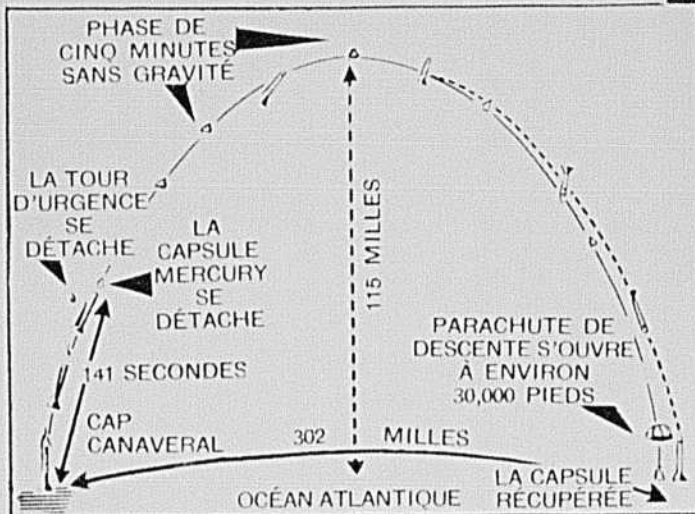 PHASE DE
CINQ MINUTES
SANS GRAVITÉ
LA TOUR
D'URGENCE
SE
DÉTACHE
LA
CAPSULE
MERCURY
SE
DÉTACHE
115 MILLES
141 SECONDES
PARACHUTE DE
DESCENTE S'OUVRE
À ENVIRON
30,000 PIEDS
CAP
CANAVERAL
302 MILLES
OCÉAN ATLANTIQUE
LA CAPSULE
RÉCUPÉRÉE